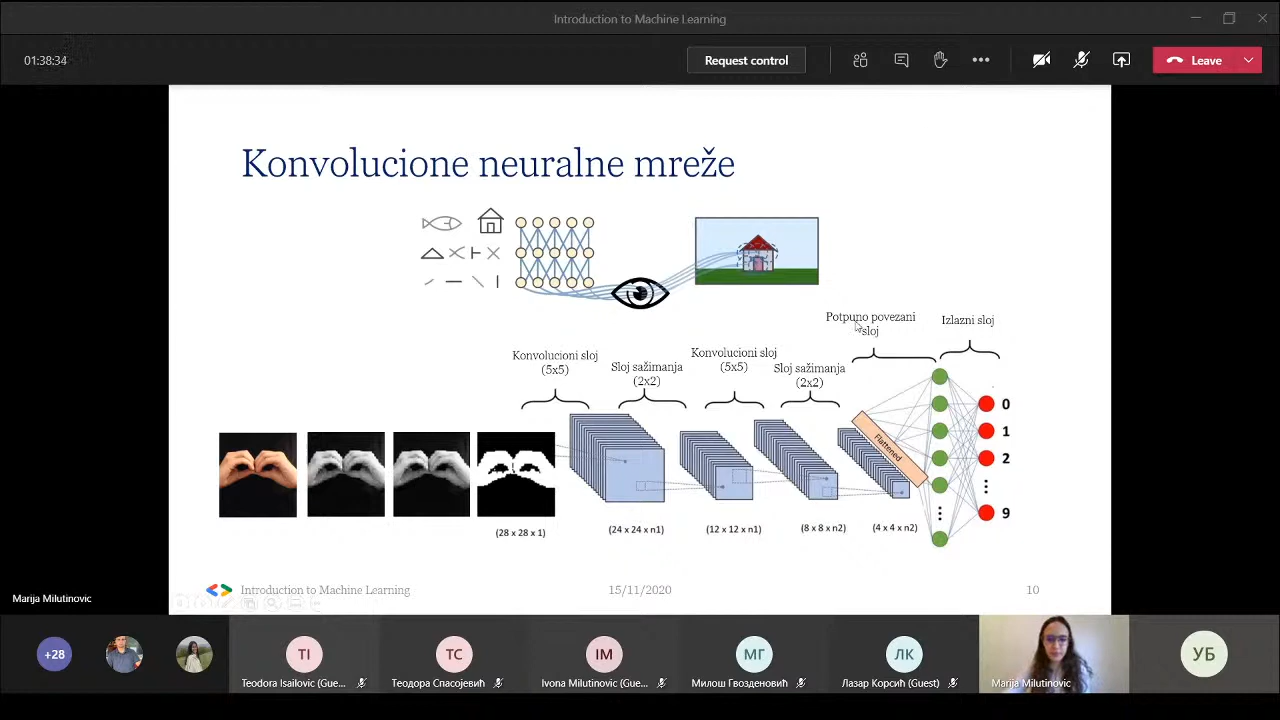 Introduction to Machine Learning
01:38:34
Request control
Leave
Konvolucione neuralne mreže
Potpuno povezani
sloj
Izlazni sloj
Konvolucioni sloj
(5x5)
Sloj sažimanja
(2x2)
Konvolucioni sloj
(5x5)
Sloj sažimanja
(2x2)
Flattened
0
1
2
9
(28 x 28 x 1)
(24 x 24 x n1)
(12 x 12 x n1)
(8 x 8 x n2)
(4 x 4 x n2)
Introduction to Machine Learning
15/11/2020
10
Marija Milutinovic
+28
TI
Teodora Isailovic (Gue...
TC
Теодора Спасојевић
IM
Ivona Milutinovic (Gue...
МГ
Милош Гвозденовић
ЛК
Лазар Корсић (Guest)
Marija Milutinovic
УБ